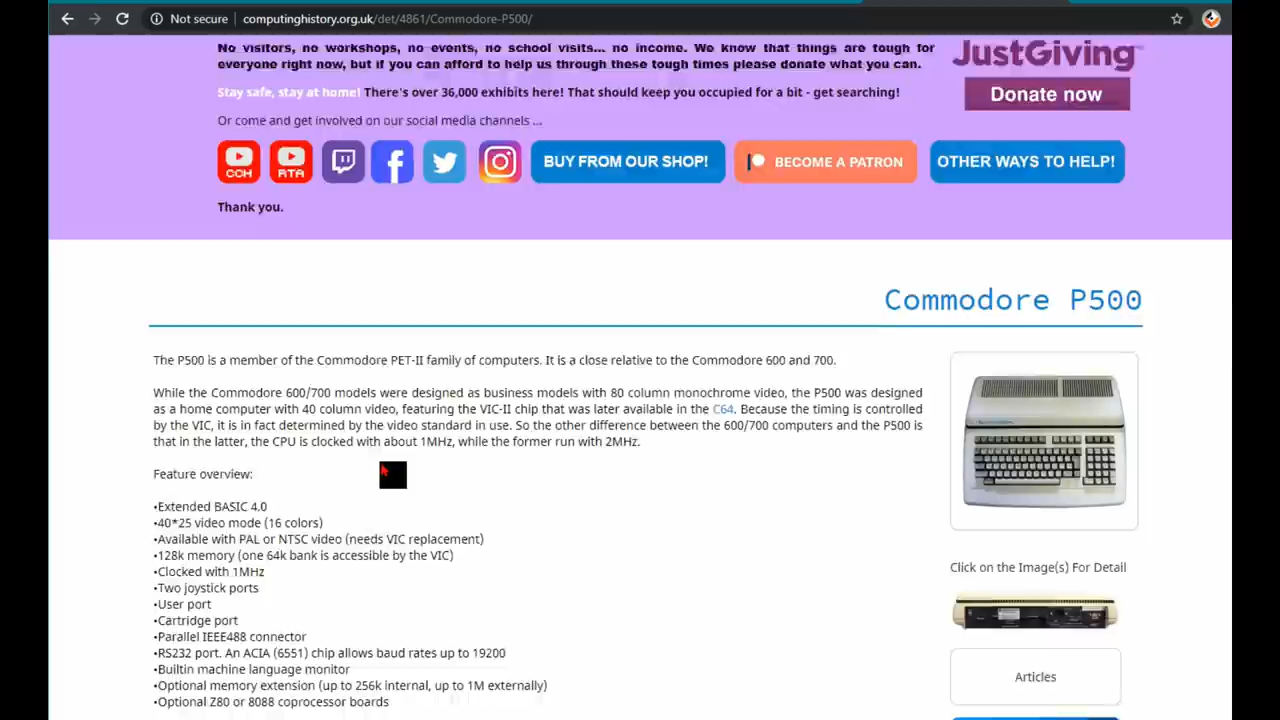 Not secure
computinghistory.org.uk/det/4861/Commodore-P500/
No visitors, no workshops, no events, no school visits... no income. We know that things are tough for
everyone right now, but if you can afford to help us through these tough times please donate what you can.
JustGiving
Donate now
Stay safe, stay at home! There's over 36,000 exhibits here! That should keep you occupied for a bit - get searching!
Or come and get involved on our social media channels ...
CCH
RTA
BUY FROM OUR SHOP!
BECOME A PATRON
OTHER WAYS TO HELP!
Thank you.
Commodore P500
The P500 is a member of the Commodore PET-II family of computers. It is a close relative to the Commodore 600 and 700.
While the Commodore 600/700 models were designed as business models with 80 column monochrome video, the P500 was designed
as a home computer with 40 column video, featuring the VIC-II chip that was later available in the C64. Because the timing is controlled
by the VIC, it is in fact determined by the video standard in use. So the other difference between the 600/700 computers and the P500 is
that in the latter, the CPU is clocked with about 1MHz, while the former run with 2MHz.
Feature overview:
•Extended BASIC 4.0
•40*25 video mode (16 colors)
•Available with PAL or NTSC video (needs VIC replacement)
•128k memory (one 64k bank is accessible by the VIC)
•Clocked with 1MHz
•Two joystick ports
•User port
•Cartridge port
•Parallel IEEE488 connector
•RS232 port. An ACIA (6551) chip allows baud rates up to 19200
•Builtin machine language monitor
•Optional memory extension (up to 256k internal, up to 1M externally)
•Optional Z80 or 8088 coprocessor boards
Click on the Image(s) For Detail
Articles